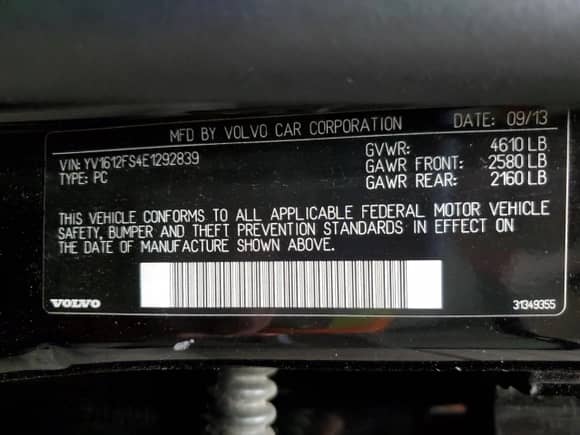 MFD BY VOLVO CAR CORPORATION DATE: 09/13
VIN: YV1612FS4E1292839 GVWR: 4610 LB
TYPE: PC GAWR FRONT: 2580 LB
GAWR REAR: 2160 LB
THIS VEHICLE CONFORMS TO ALL APPLICABLE FEDERAL MOTOR VEHICLE
SAFETY, BUMPER AND THEFT PREVENTION STANDARDS IN EFFECT ON
THE DATE OF MANUFACTURE SHOWN ABOVE.
VOLVO 31349355